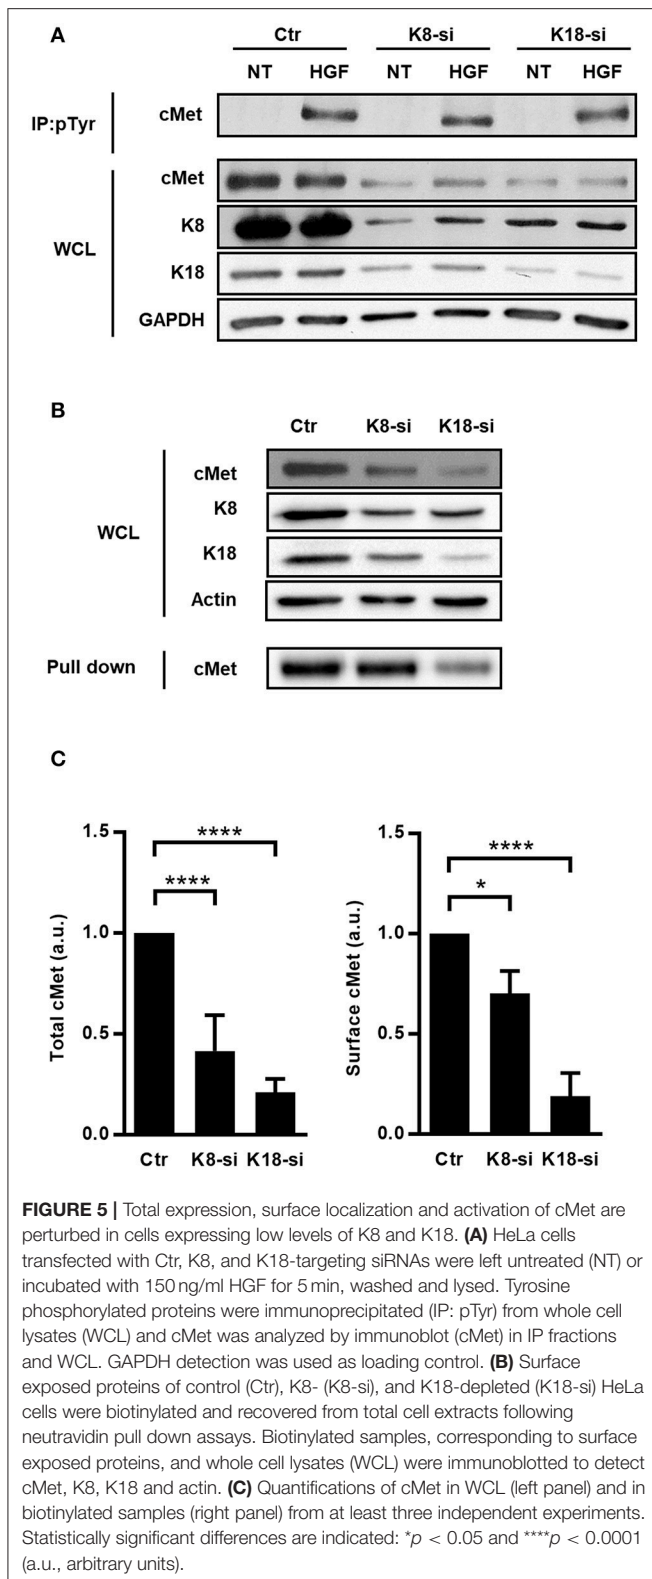 A
Ctr K8-si K18-si
NT HGF NT HGF NT HGF
IP:pTyr cMet
WCL
cMet
K8
K18
GAPDH
B
Ctr K8-si K18-si
WCL
cMet
K8
K18
Actin
Pull down cMet
C
Total cMet (a.u.)
1.5
1.0
0.5
0.0
****
****
Ctr K8-si K18-si
Surface cMet (a.u.)
1.5
1.0
0.5
0.0
****
*
Ctr K8-si K18-si
FIGURE 5 | Total expression, surface localization and activation of cMet are
perturbed in cells expressing low levels of K8 and K18. (A) HeLa cells
transfected with Ctr, K8, and K18-targeting siRNAs were left untreated (NT) or
incubated with 150 ng/ml HGF for 5 min, washed and lysed. Tyrosine
phosphorylated proteins were immunoprecipitated (IP: pTyr) from whole cell
lysates (WCL) and cMet was analyzed by immunoblot (cMet) in IP fractions
and WCL. GAPDH detection was used as loading control. (B) Surface
exposed proteins of control (Ctr), K8- (K8-si), and K18-depleted (K18-si) HeLa
cells were biotinylated and recovered from total cell extracts following
neutravidin pull down assays. Biotinylated samples, corresponding to surface
exposed proteins, and whole cell lysates (WCL) were immunoblotted to detect
cMet, K8, K18 and actin. (C) Quantifications of cMet in WCL (left panel) and in
biotinylated samples (right panel) from at least three independent experiments.
Statistically significant differences are indicated: *p < 0.05 and ****p < 0.0001
(a.u., arbitrary units).